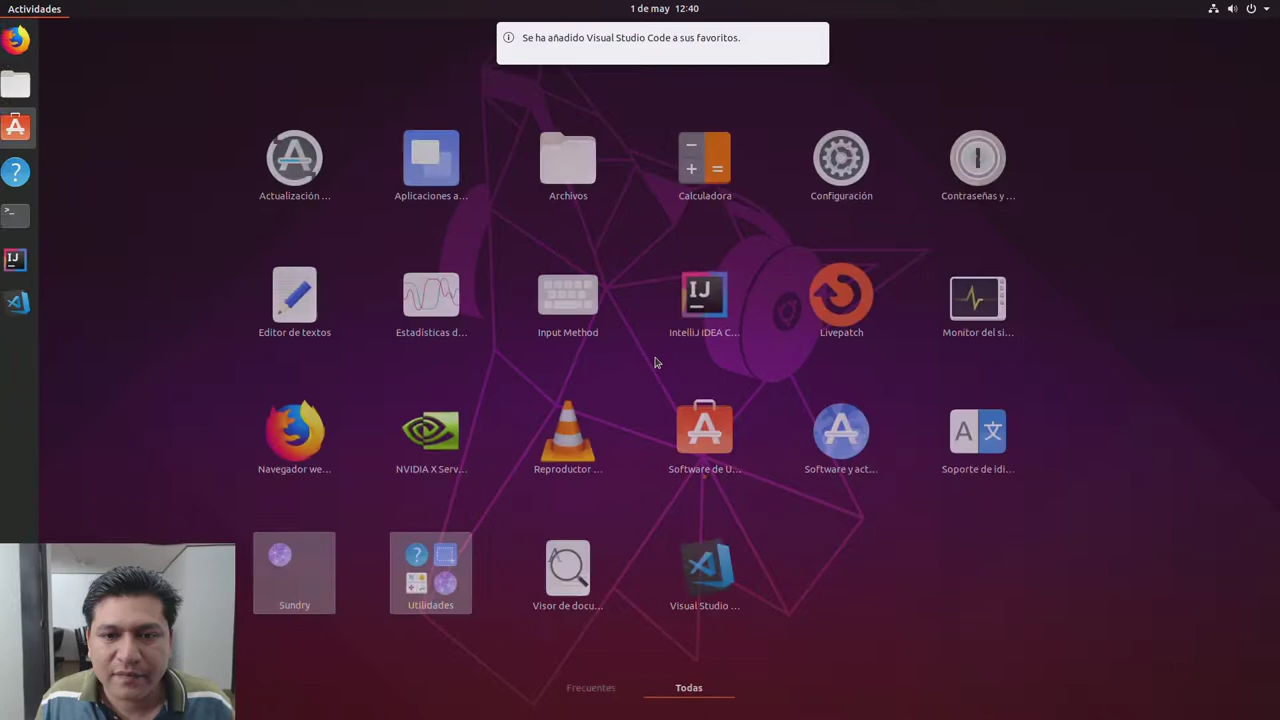 Actividades
1 de may  12:40
Se ha añadido Visual Studio Code a sus favoritos.
Actualización ...
Aplicaciones a...
Archivos
Calculadora
Configuración
Contraseñas y ...
Editor de textos
Estadísticas d...
Input Method
IJ
IntelliJ IDEA C...
Livepatch
Monitor del si...
Navegador we...
NVIDIA X Serv...
Reproductor ...
Software de U...
Software y act...
Soporte de idi...
Sundry
Utilidades
Visor de docu...
Visual Studio ...
Frecuentes
Todas